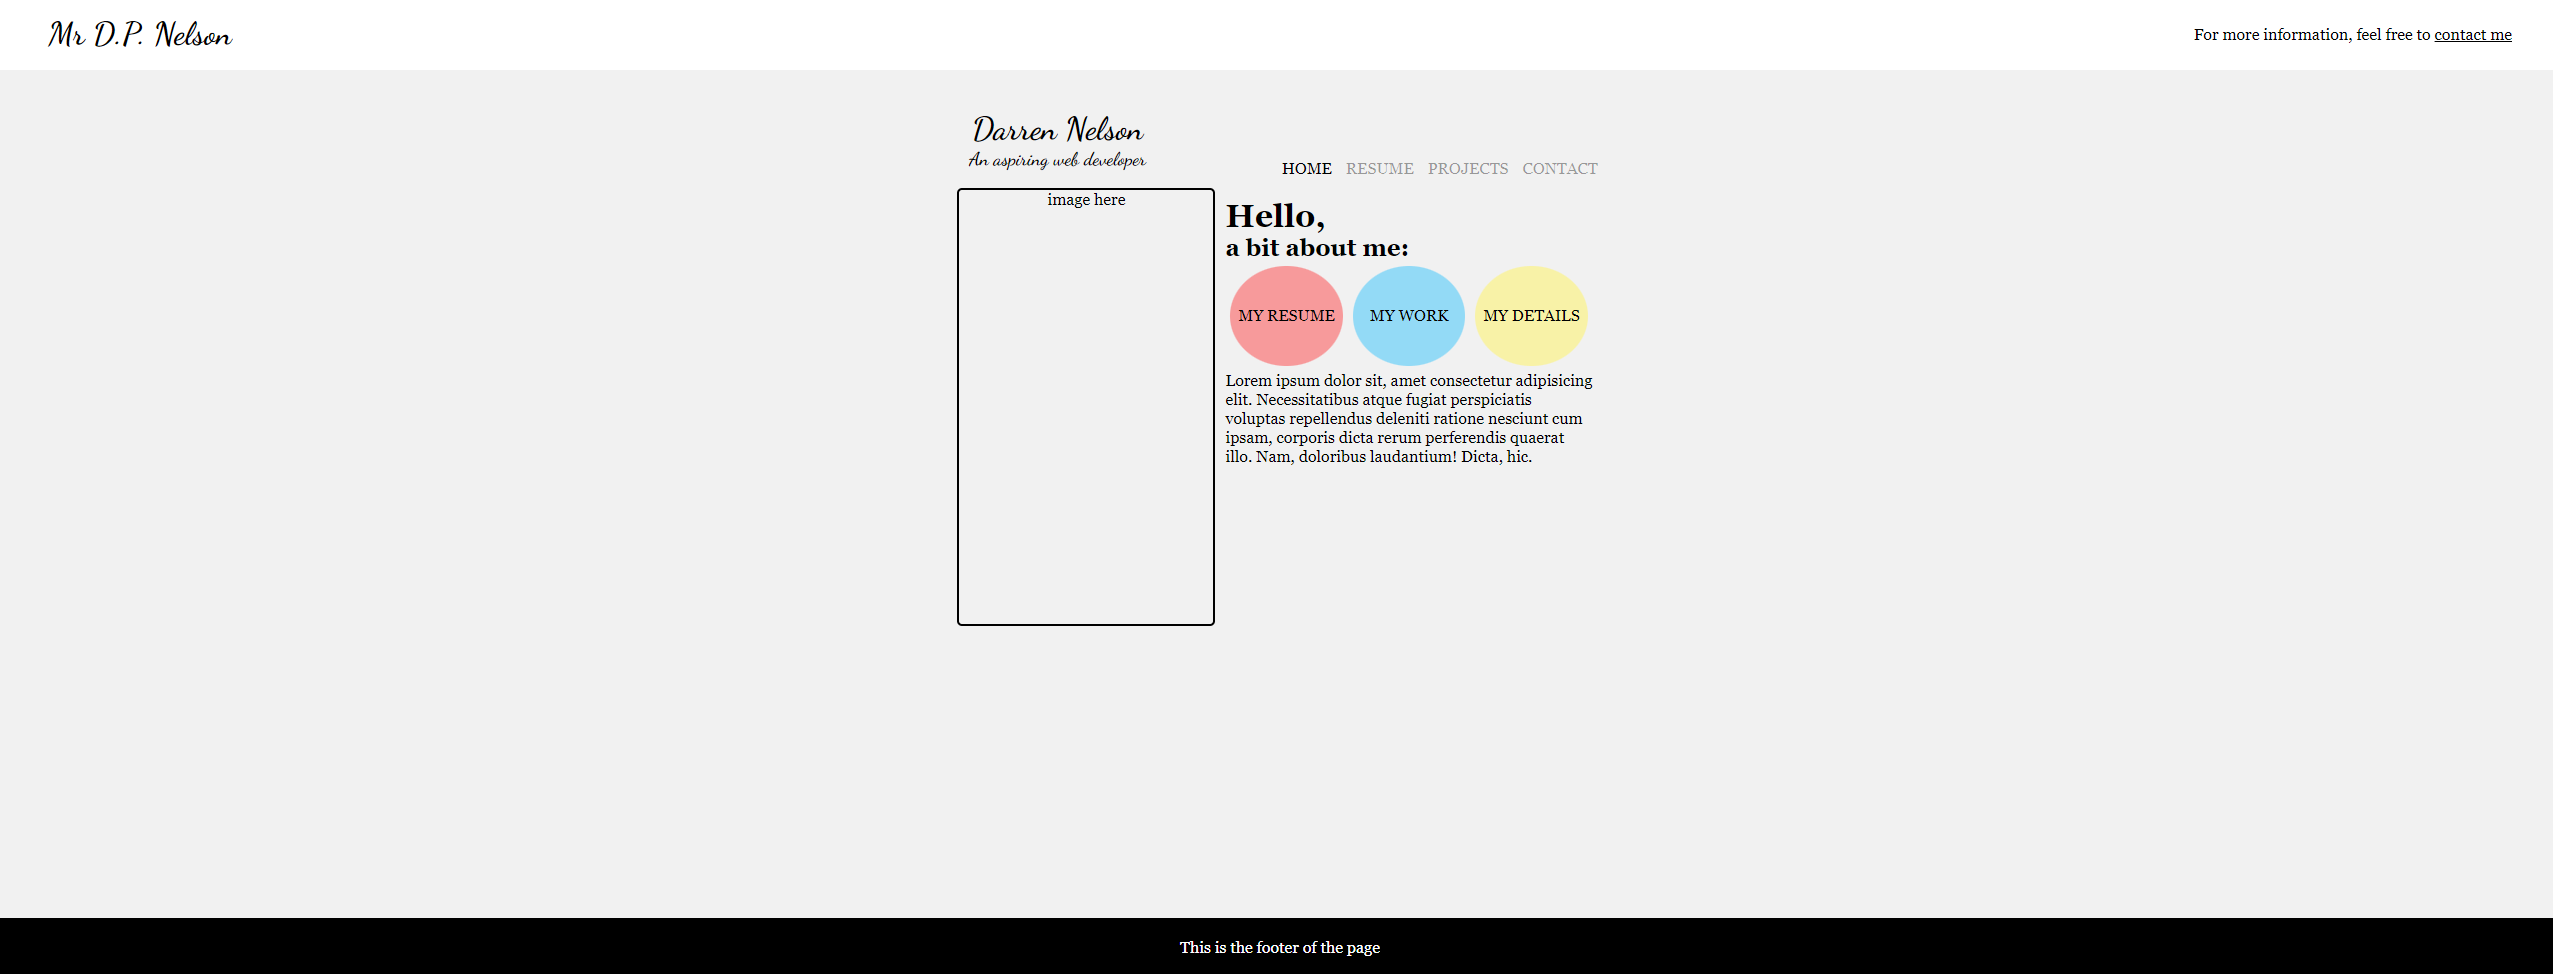 Mr D.P. Nelson
For more information, feel free to contact me
Darren Nelson
An aspiring web developer
HOME RESUME PROJECTS CONTACT
image here
Hello,
a bit about me:
MY RESUME MY WORK MY DETAILS
Lorem ipsum dolor sit, amet consectetur adipisicing
elit. Necessitatibus atque fugiat perspiciatis
voluptas repellendus deleniti ratione nesciunt cum
ipsam, corporis dicta rerum perferendis quaerat
illo. Nam, doloribus laudantium! Dicta, hic.
This is the footer of the page